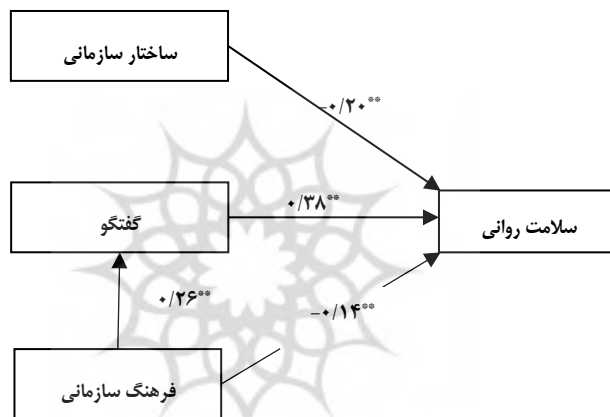 ساختار سازمانی
-۰/۲۰**
گفتگو
۰/۳۸**
سلامت روانی
۰/۲۶**
-۰/۱۴**
فرهنگ سازمانی